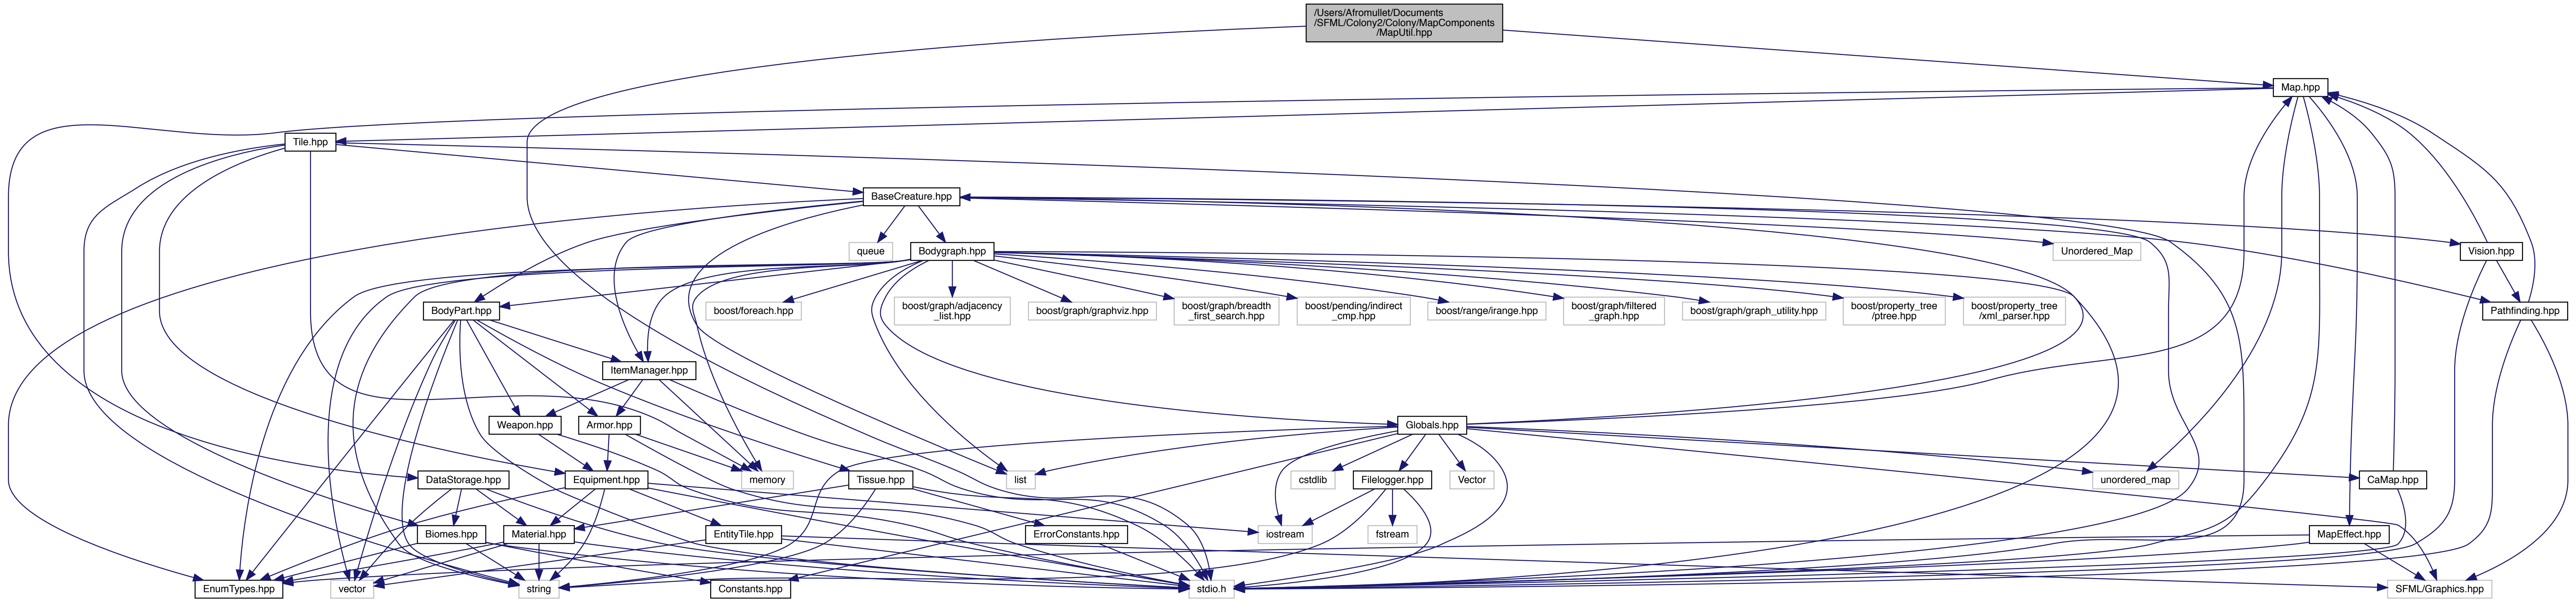 /Users/Afromullet/Documents
/SFML/Colony2/Colony/MapComponents
/MapUtil.hpp
Map.hpp
Tile.hpp
BaseCreature.hpp
queue
Bodygraph.hpp
Unordered_Map
Vision.hpp
BodyPart.hpp
boost/foreach.hpp
boost/graph/adjacency
_list.hpp
boost/graph/graphviz.hpp
boost/graph/breadth
_first_search.hpp
boost/pending/indirect
_cmp.hpp
boost/range/irange.hpp
boost/graph/filtered
_graph.hpp
boost/graph/graph_utility.hpp
boost/property_tree
/ptree.hpp
boost/property_tree
/xml_parser.hpp
Pathfinding.hpp
ItemManager.hpp
Weapon.hpp
Armor.hpp
Globals.hpp
DataStorage.hpp
Equipment.hpp
memory
Tissue.hpp
list
cstdlib
Filelogger.hpp
Vector
unordered_map
CaMap.hpp
Biomes.hpp
Material.hpp
EntityTile.hpp
ErrorConstants.hpp
iostream
fstream
MapEffect.hpp
EnumTypes.hpp
vector
string
Constants.hpp
stdio.h
SFML/Graphics.hpp